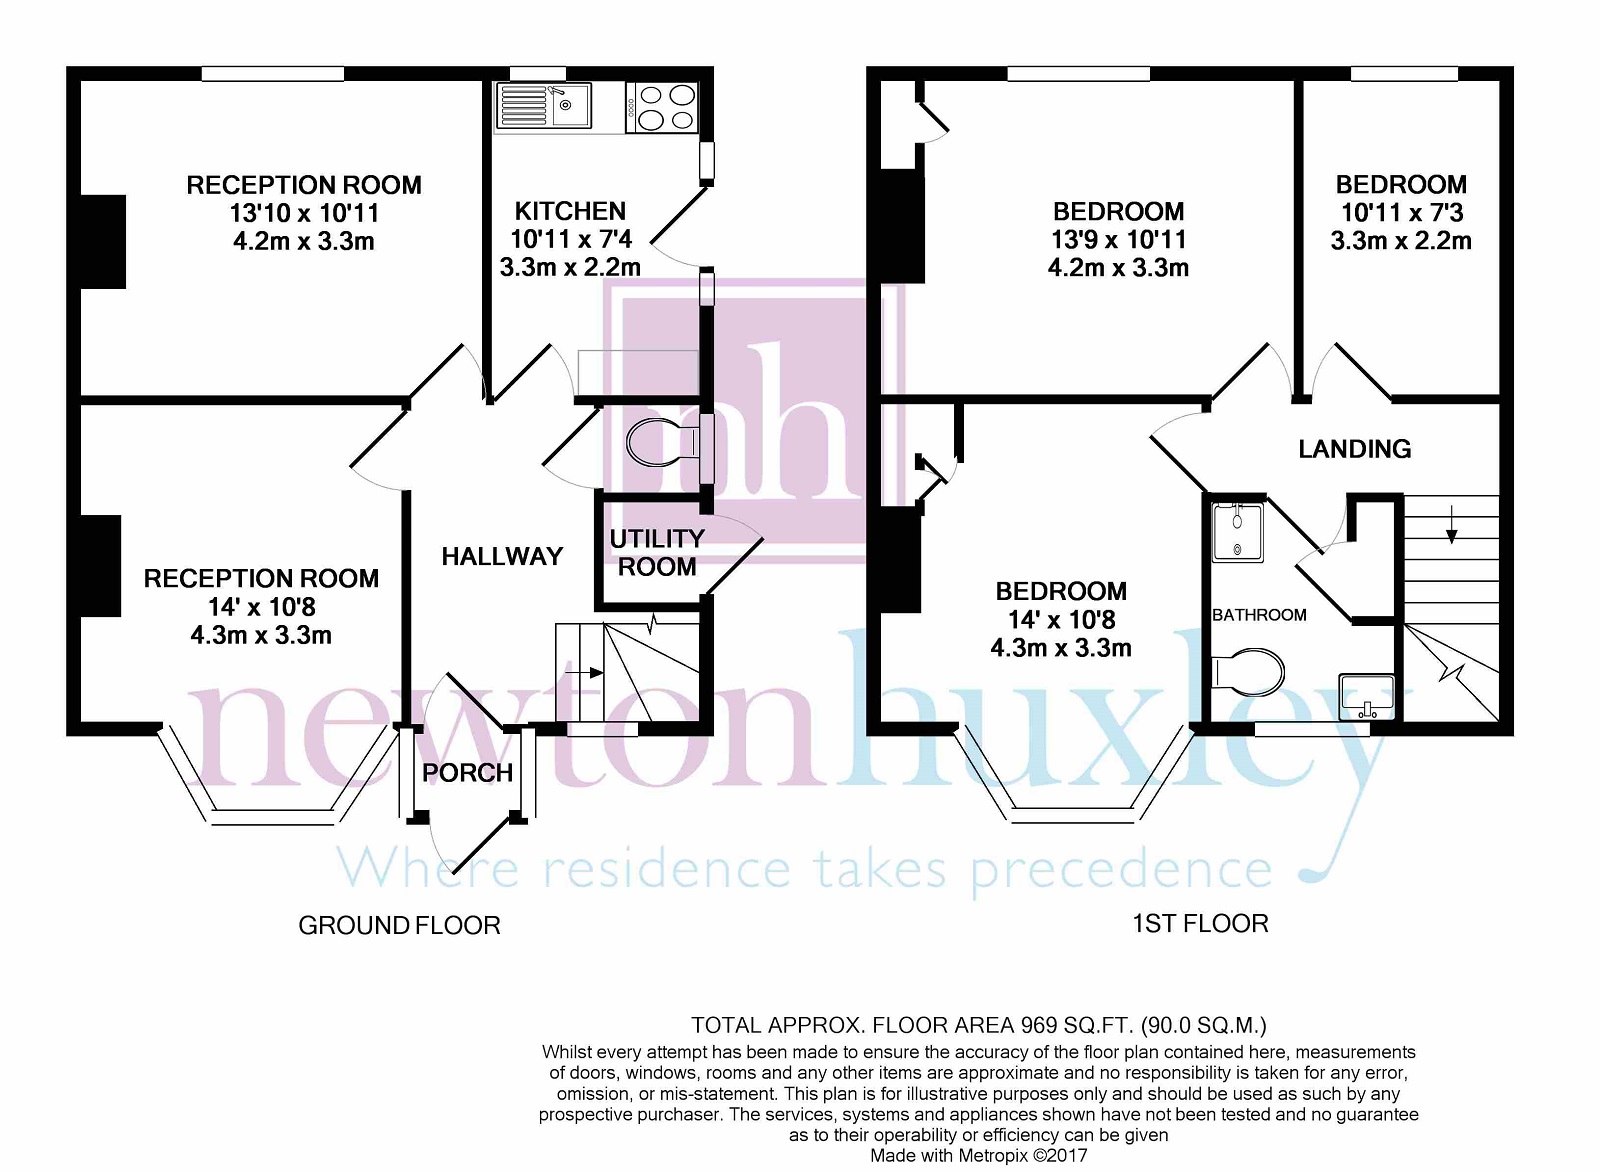 RECEPTION ROOM
13'10 x 10'11
4.2m x 3.3m
KITCHEN
10'11 x 7'4
3.3m x 2.2m
nh
UTILITY
ROOM
HALLWAY
RECEPTION ROOM
14' x 10'8
4.3m x 3.3m
PORCH
GROUND FLOOR
BEDROOM
13'9 x 10'11
4.2m x 3.3m
BEDROOM
10'11 x 7'3
3.3m x 2.2m
LANDING
BEDROOM
14' x 10'8
4.3m x 3.3m
BATHROOM
1ST FLOOR
newtonhuxley
Where residence takes precedence
TOTAL APPROX. FLOOR AREA 969 SQ.FT. (90.0 SQ.M.)
Whilst every attempt has been made to ensure the accuracy of the floor plan contained here, measurements
of doors, windows, rooms and any other items are approximate and no responsibility is taken for any error,
omission, or mis-statement. This plan is for illustrative purposes only and should be used as such by any
prospective purchaser. The services, systems and appliances shown have not been tested and no guarantee
as to their operability or efficiency can be given
Made with Metropix ©2017